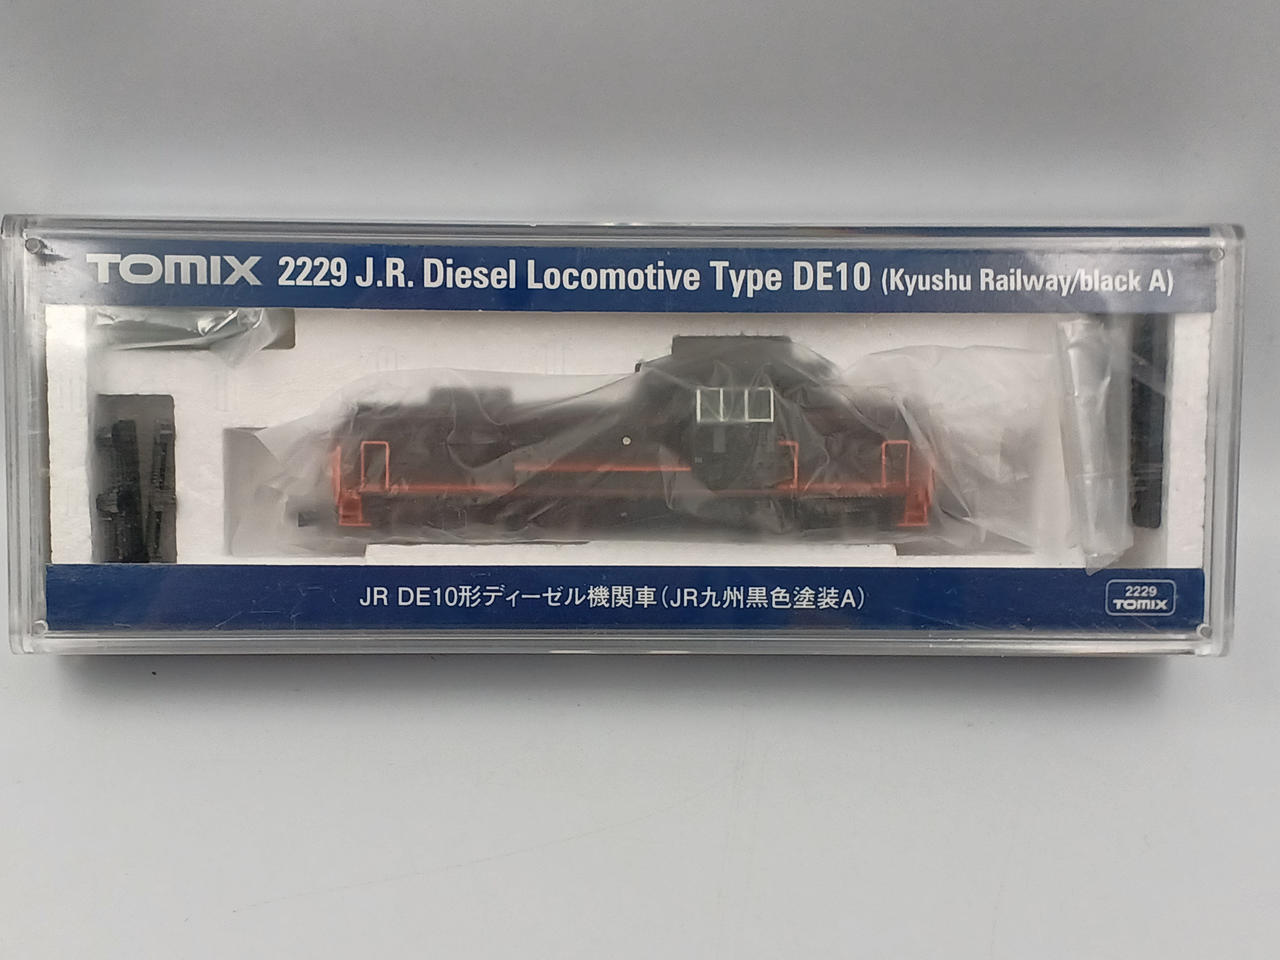 TOMIX 2229 J.R. Diesel Locomotive Type DE10 (Kyushu Railway/black A)
JR DE10形ディーゼル機関車(JR九州黒色塗装A)
2229
TOMIX